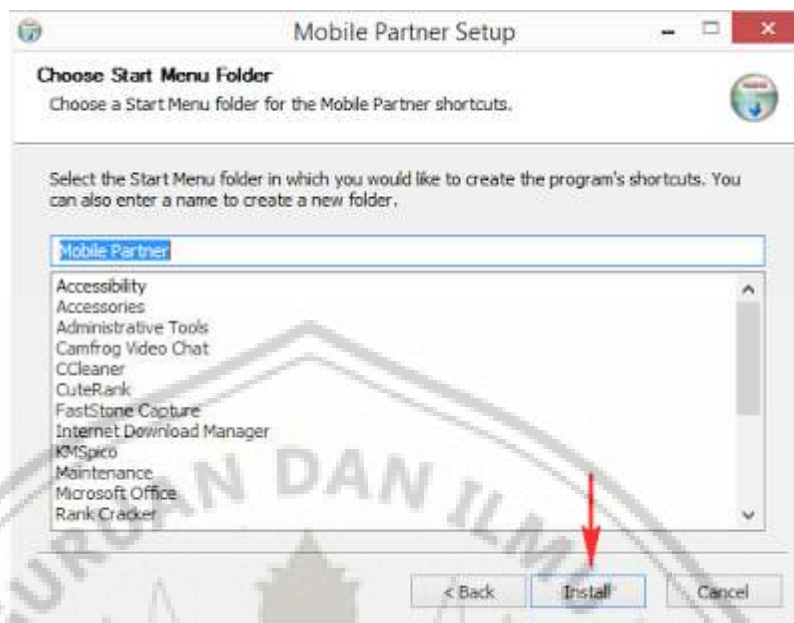 Mobile Partner Setup
Choose Start Menu Folder
Choose a Start Menu folder for the Mobile Partner shortcuts.
Select the Start Menu folder in which you would like to create the program's shortcuts. You
can also enter a name to create a new folder.
Mobile Partner
Accessibility
Accessories
Administrative Tools
Camfrog Video Chat
CCleaner
CuteRank
FastStone Capture
Internet Download Manager
KMSpico
Maintenance
Microsoft Office
Rank Cracker
URUAN DAN ILMU
< Back
Install
Cancel